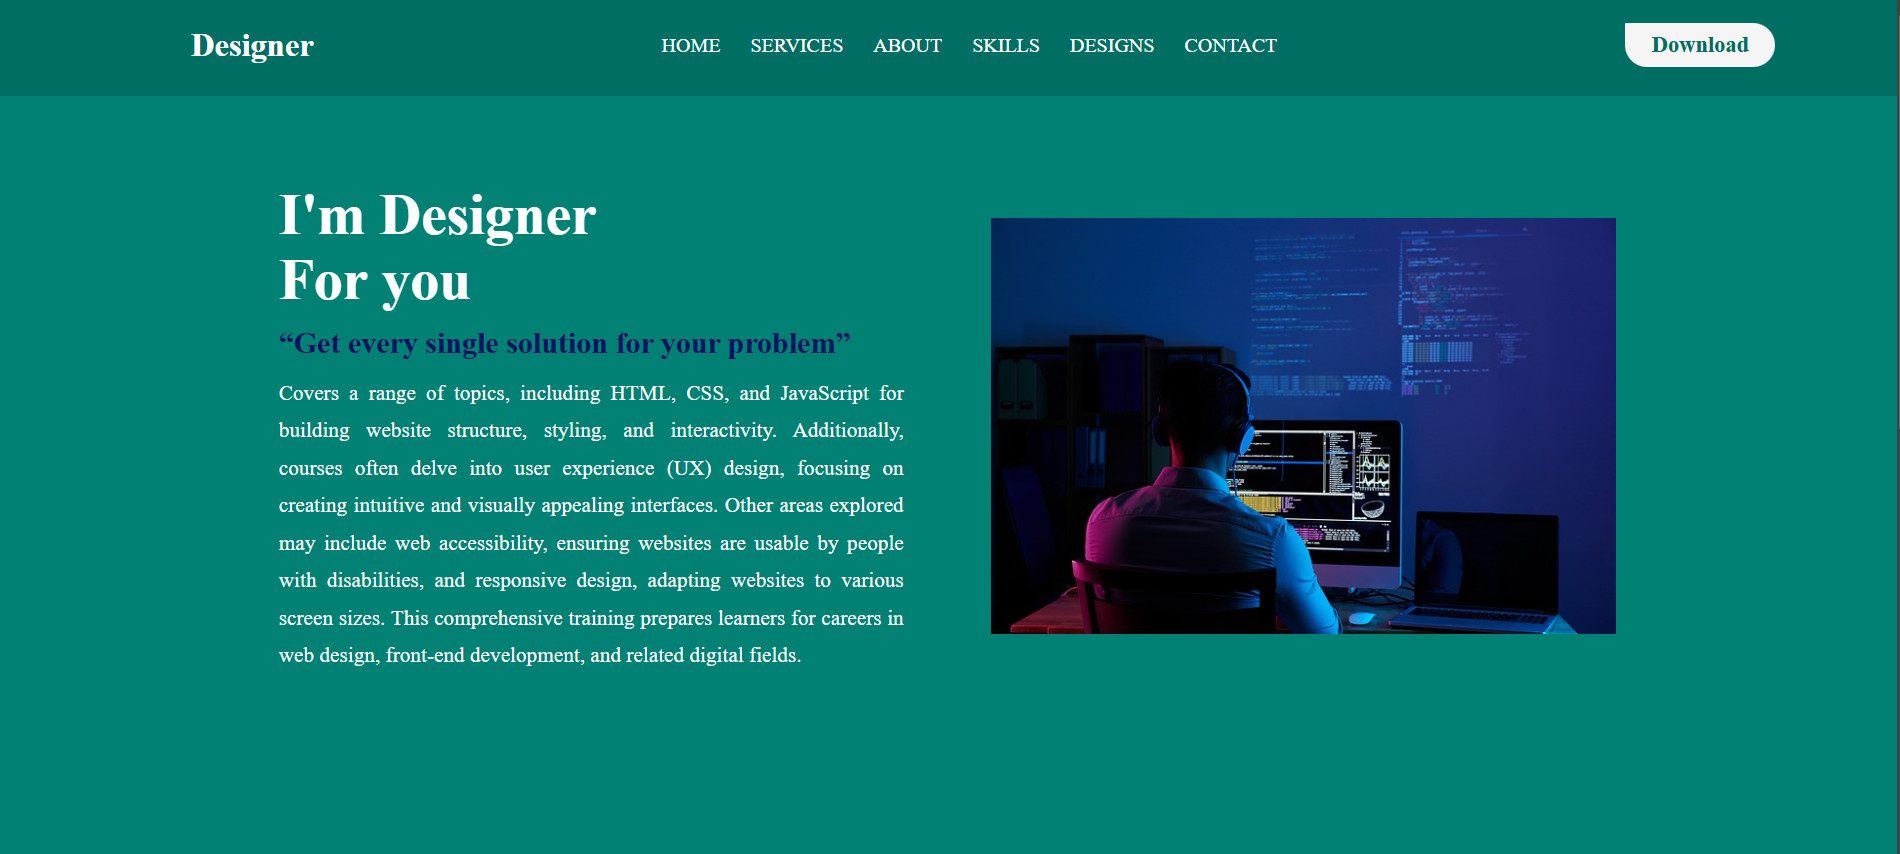 Designer
HOME SERVICES ABOUT SKILLS DESIGNS CONTACT
Download
I'm Designer
For you
“Get every single solution for your problem”
Covers a range of topics, including HTML, CSS, and JavaScript for
building website structure, styling, and interactivity. Additionally,
courses often delve into user experience (UX) design, focusing on
creating intuitive and visually appealing interfaces. Other areas explored
may include web accessibility, ensuring websites are usable by people
with disabilities, and responsive design, adapting websites to various
screen sizes. This comprehensive training prepares learners for careers in
web design, front-end development, and related digital fields.